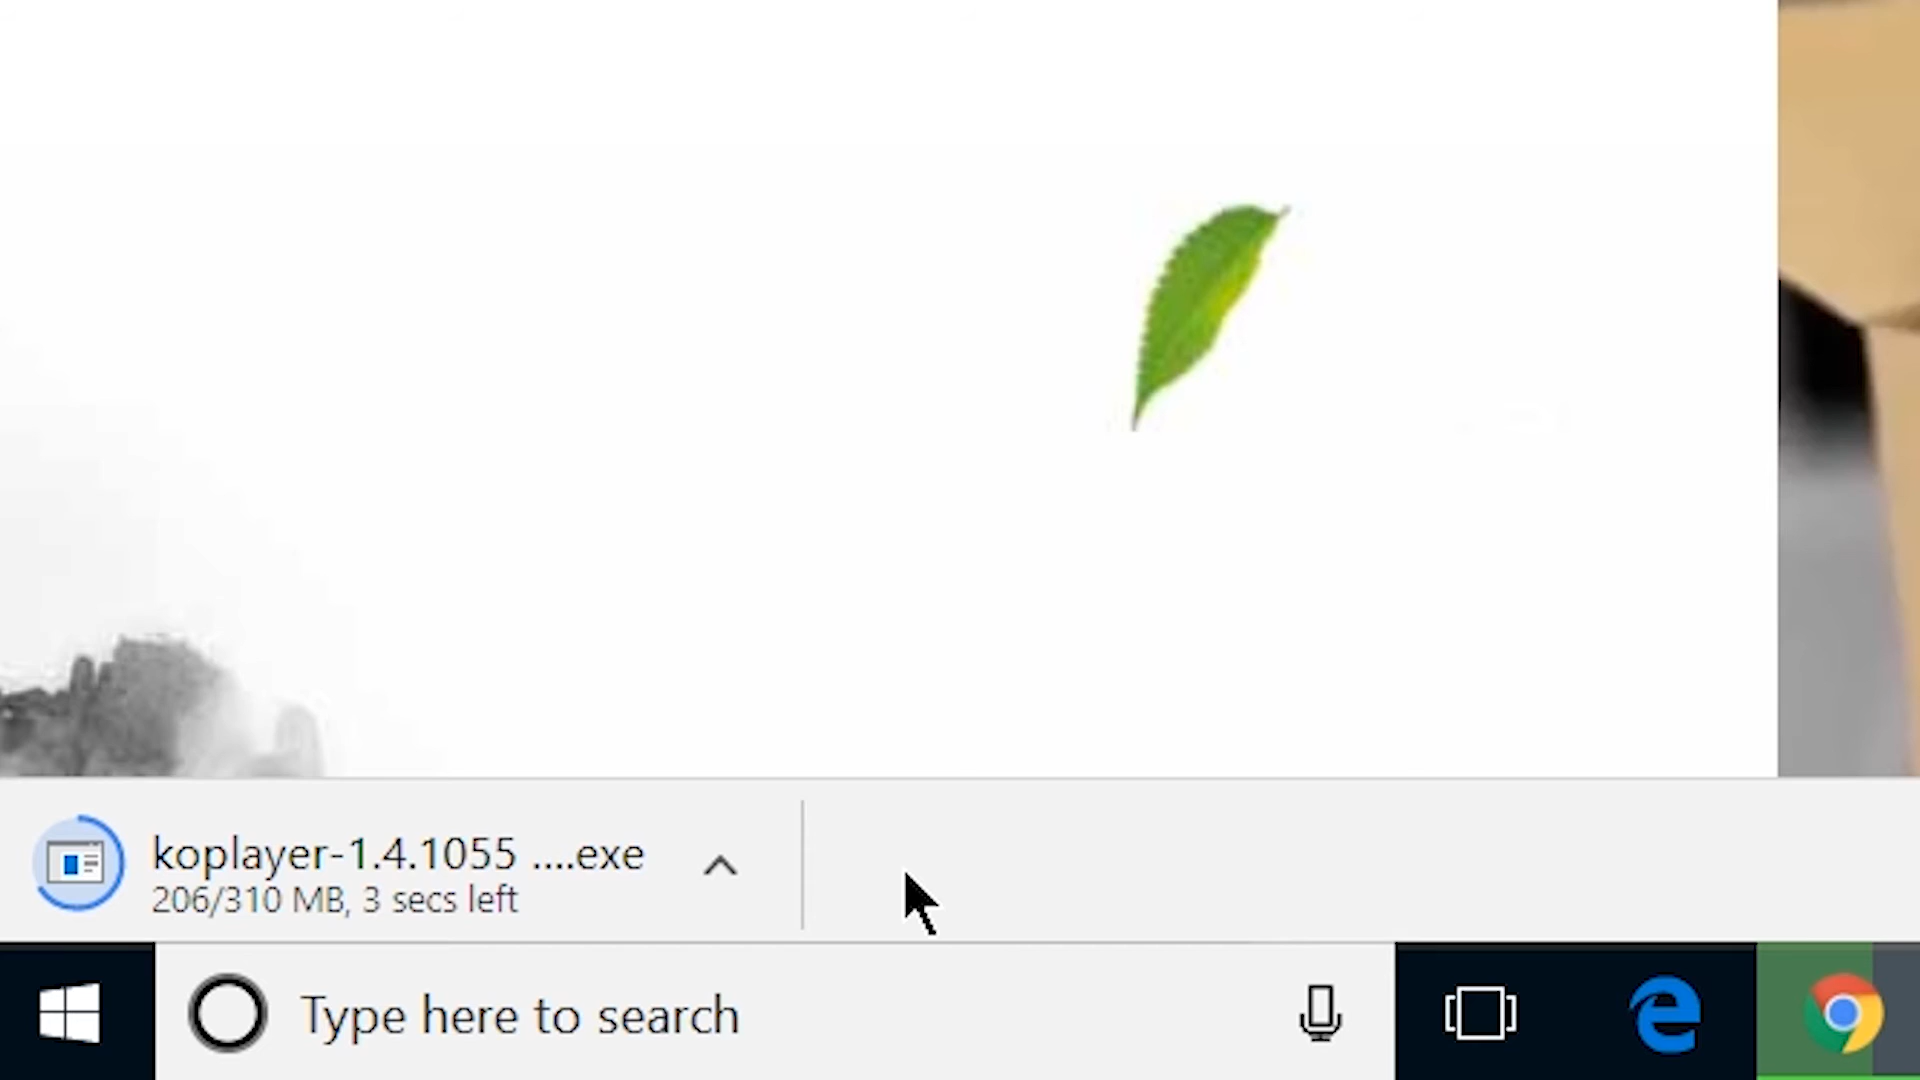 koplayer-1.4.1055 ....exe
206/310 MB, 3 secs left
Type here to search